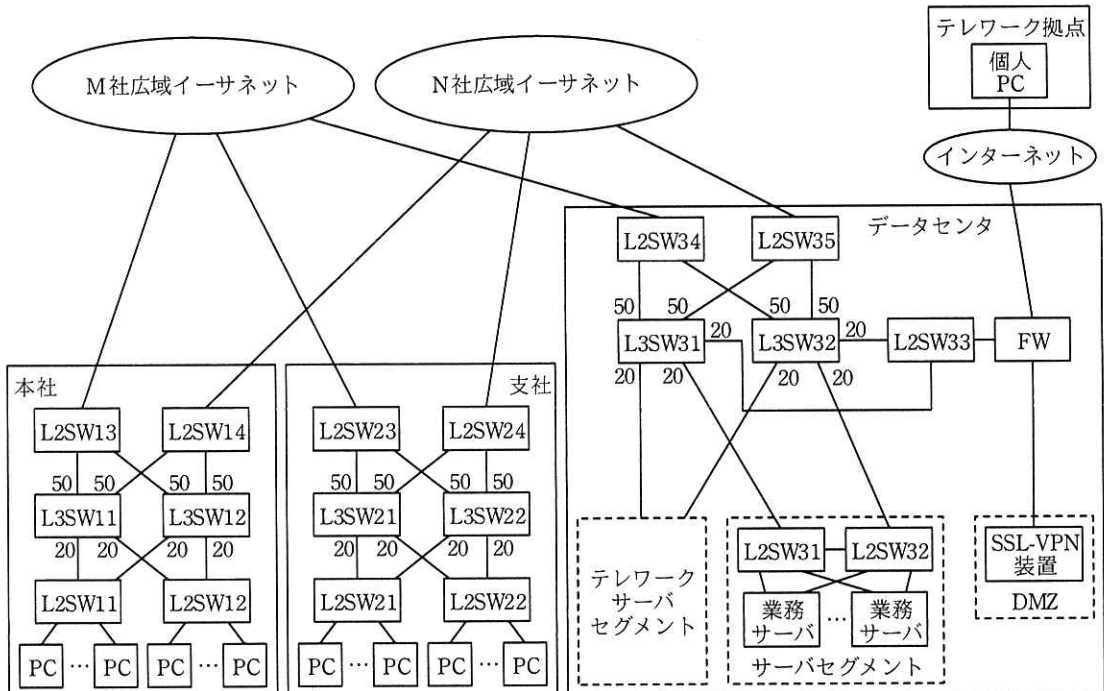 M社広域イーサネット
N社広域イーサネット
テレワーク拠点
個人
PC
インターネット
データセンタ
L2SW34
L2SW35
50
50
50
50
L3SW31
20
L3SW32
20
L2SW33
FW
20
20
20
20
本社
L2SW13
L2SW14
50
50
50
50
L3SW11
L3SW12
20
20
20
20
L2SW11
L2SW12
PC
…
PC
PC
…
PC
支社
L2SW23
L2SW24
50
50
50
50
L3SW21
L3SW22
20
20
20
20
L2SW21
L2SW22
PC
…
PC
PC
…
PC
テレワーク
サーバ
セグメント
L2SW31
L2SW32
業務
サーバ
…
業務
サーバ
サーバセグメント
SSL-VPN
装置
DMZ